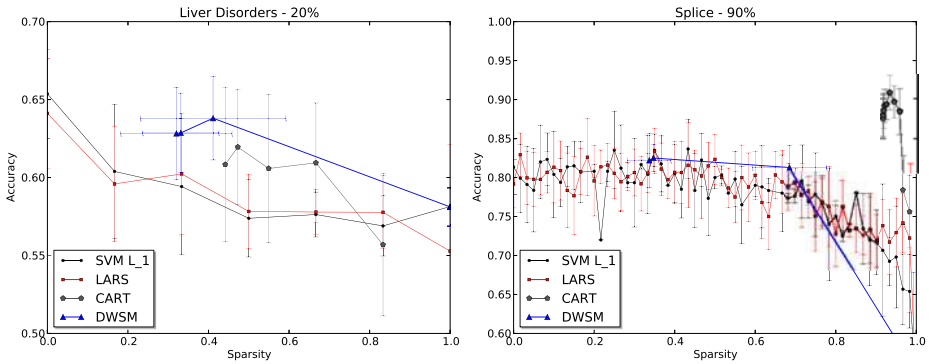 Liver Disorders - 20%
0.70
0.65
0.60
0.55
0.50
Accuracy
0.0
0.2
0.4
0.6
0.8
1.0
Sparsity
SVM L_1
LARS
CART
DWSM
Splice - 90%
1.00
0.95
0.90
0.85
0.80
0.75
0.70
0.65
0.60
Accuracy
0.0
0.2
0.4
0.6
0.8
1.0
Sparsity
SVM L_1
LARS
CART
DWSM